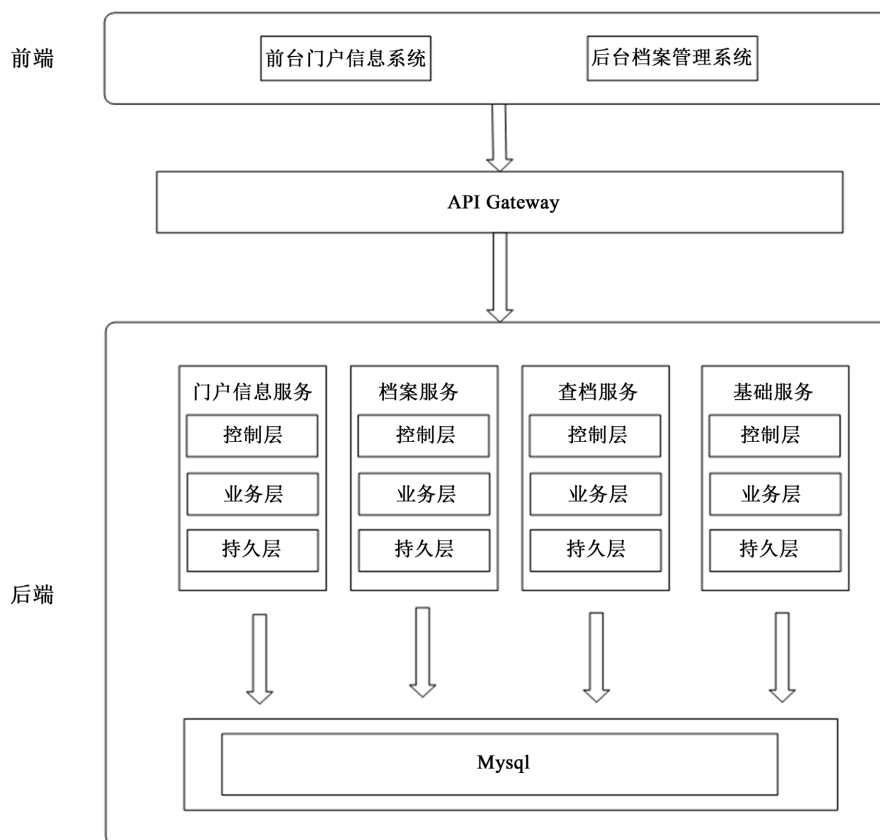 前端
前台门户信息系统
后台档案管理系统
API Gateway
后端
门户信息服务
控制层
业务层
持久层
档案服务
控制层
业务层
持久层
查档服务
控制层
业务层
持久层
基础服务
控制层
业务层
持久层
Mysql